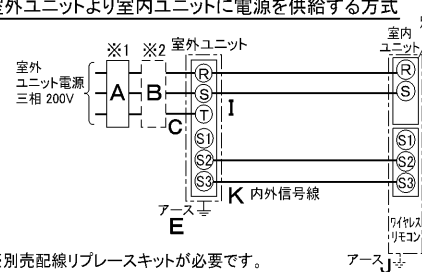 室外ユニットより室内ユニットに電源を供給する方式
※1 ※2 室外ユニット
室内
ユニット
室外
ユニット電源
三相 200V
A B
C
R
S
T
S1
S2
S3
I
K 内外信号線
アース
E
R
S
S1
S2
S3
ワイヤレス
リモコン
アース
J
別売配線リプレースキットが必要です。